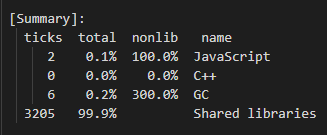 [Summary]:
ticks total nonlib name
2 0.1% 100.0% JavaScript
0 0.0% 0.0% C++
6 0.2% 300.0% GC
3205 99.9% Shared libraries